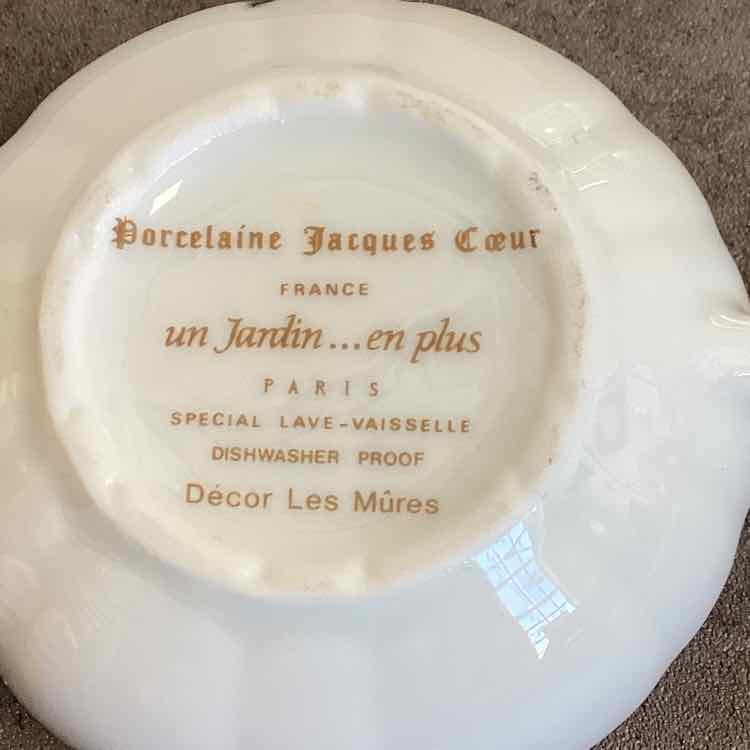 Porcelaine Jacques Cœur
FRANCE
un Jardin...en plus
PARIS
SPECIAL LAVE-VAISSELLE
DISHWASHER PROOF
Décor Les Mûres